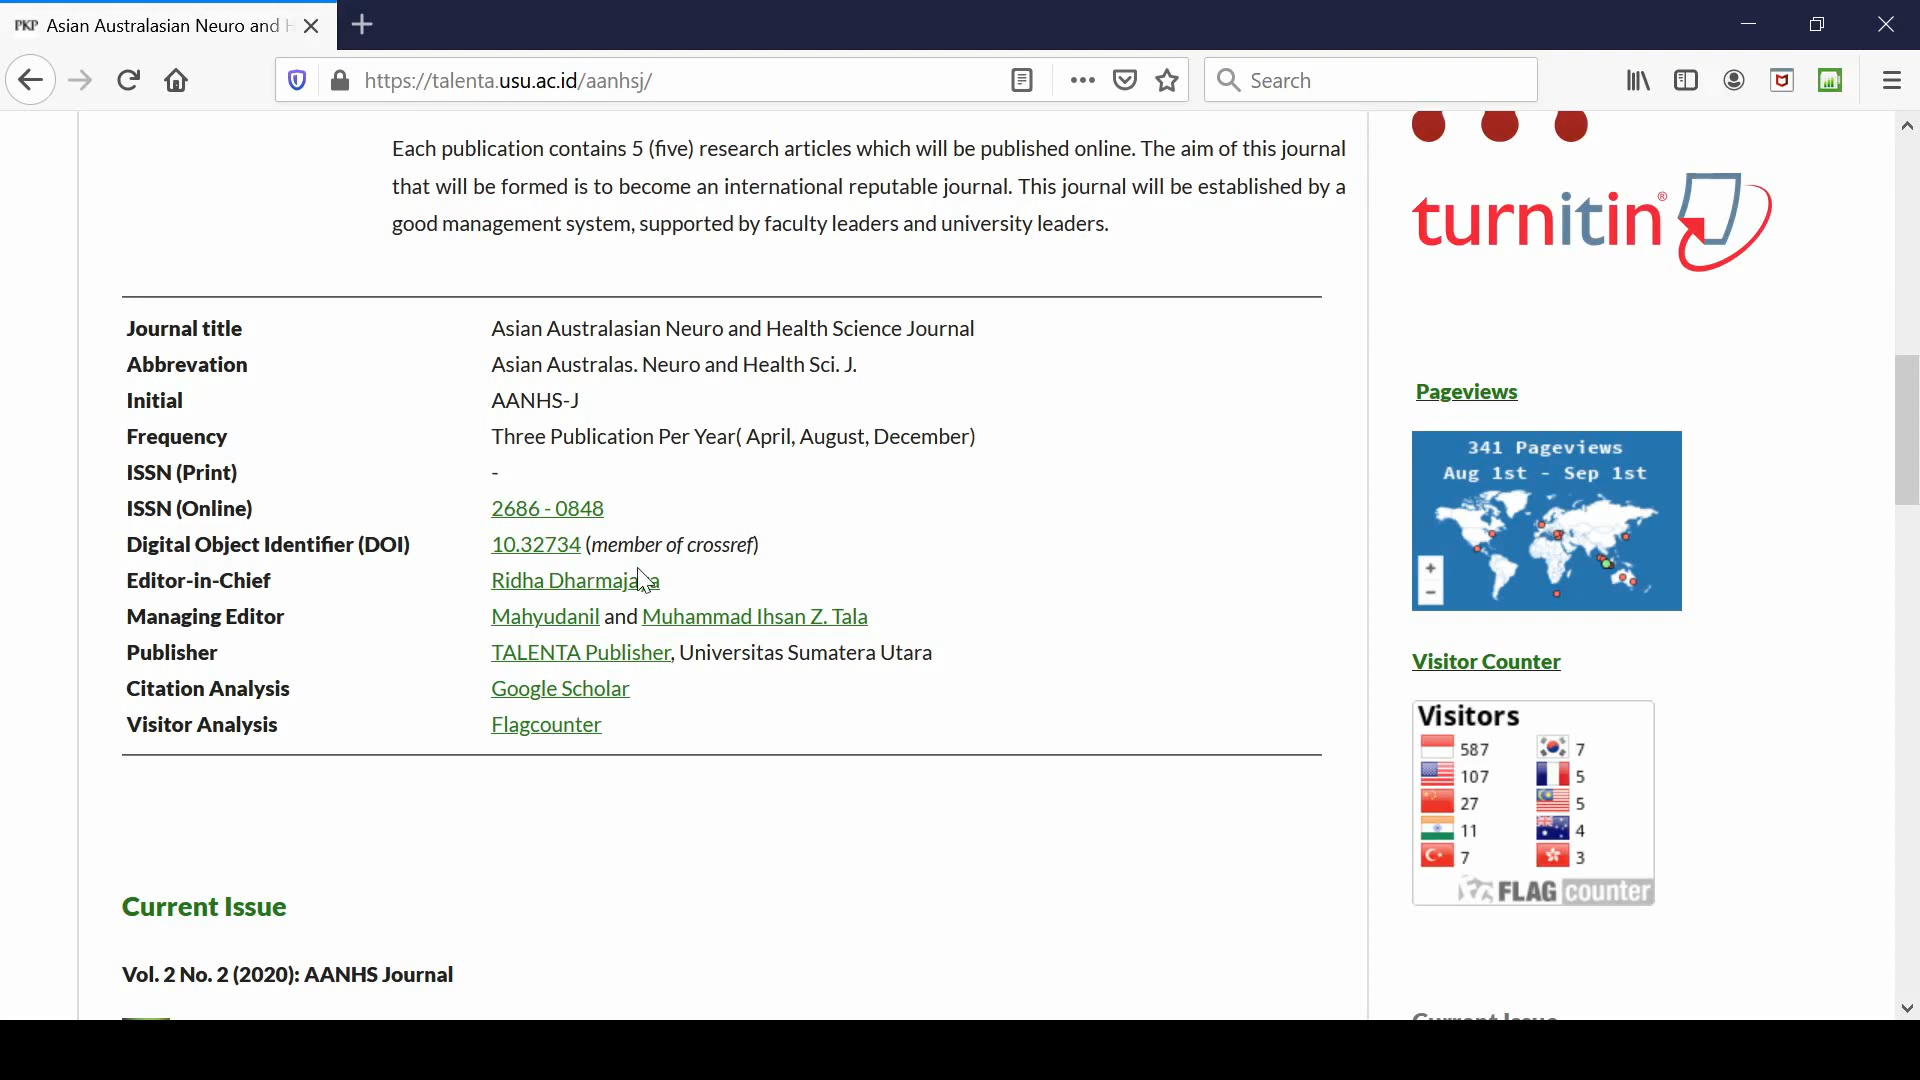 PKP Asian Australasian Neuro and H
https://talenta.usu.ac.id/aanhsj/
Search
Each publication contains 5 (five) research articles which will be published online. The aim of this journal
that will be formed is to become an international reputable journal. This journal will be established by a
good management system, supported by faculty leaders and university leaders.
Journal title Asian Australasian Neuro and Health Science Journal
Abbrevation Asian Australas. Neuro and Health Sci. J.
Initial AANHS-J
Frequency Three Publication Per Year( April, August, December)
ISSN (Print) -
ISSN (Online) 2686 - 0848
Digital Object Identifier (DOI) 10.32734 (member of crossref)
Editor-in-Chief Ridha Dharmajaya
Managing Editor Mahyudanil and Muhammad Ihsan Z. Tala
Publisher TALENTA Publisher, Universitas Sumatera Utara
Citation Analysis Google Scholar
Visitor Analysis Flagcounter
Current Issue
Vol. 2 No. 2 (2020): AANHS Journal
turnitin®
Pageviews
341 Pageviews
Aug 1st - Sep 1st
+
-
Visitor Counter
Visitors
587 7
107 5
27 5
11 4
7 3
FLAG counter
Current Issue